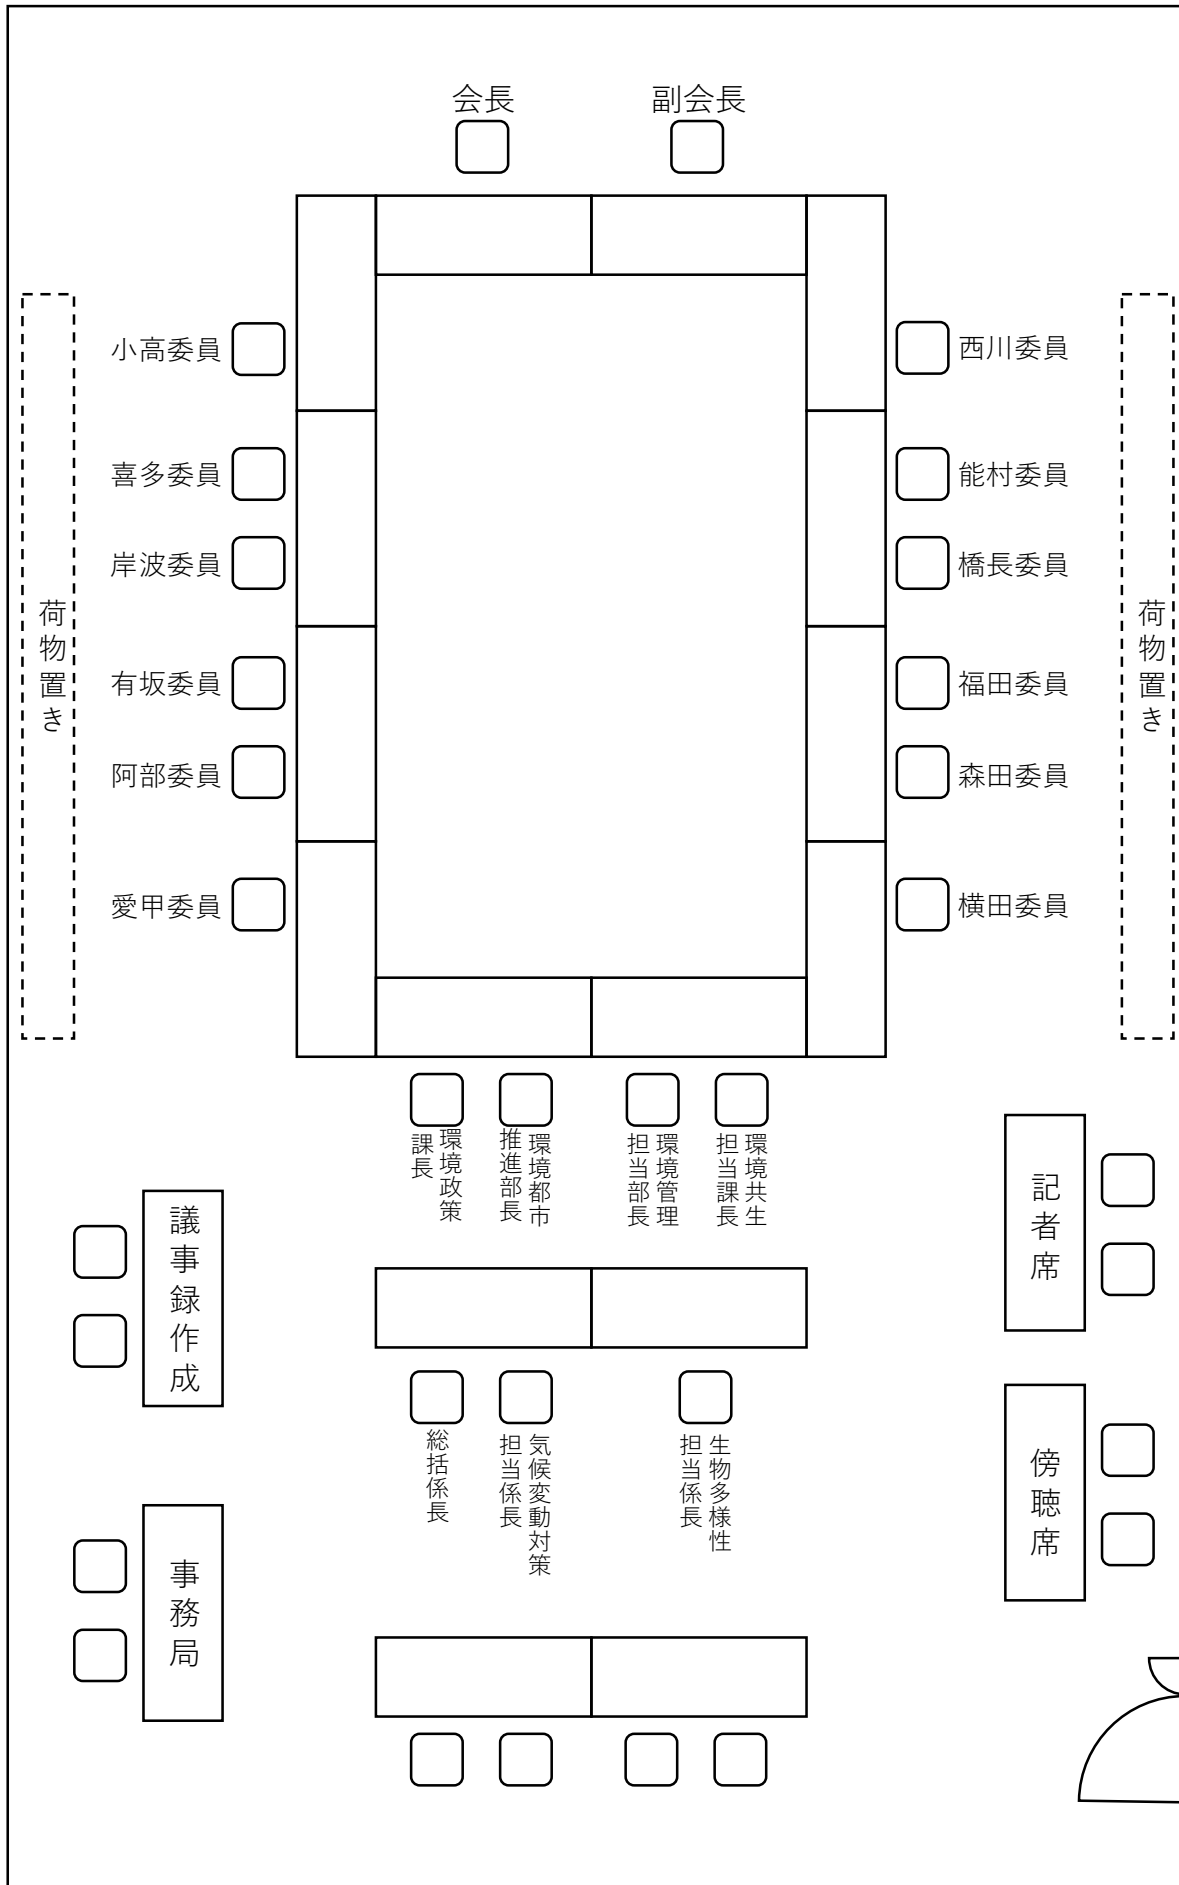 会長
副会長
小高委員
西川委員
喜多委員
能村委員
岸波委員
橋長委員
荷物置き
荷物置き
有坂委員
福田委員
阿部委員
森田委員
愛甲委員
横田委員
環境政策
課長
環境都市
推進部長
環境管理
担当部長
環境共生
担当課長
議事録作成
記者席
総括係長
気候変動対策
担当係長
生物多様性
担当係長
傍聴席
事務局